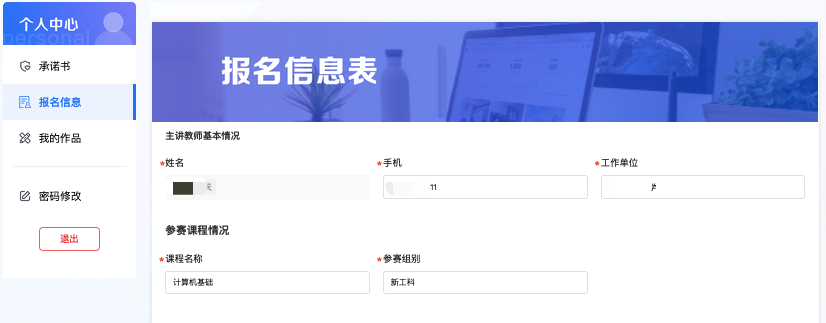 个人中心
personal
承诺书
报名信息
我的作品
密码修改
退出
报名信息表
主讲教师基本情况
*姓名 *手机 *工作单位
11
参赛课程情况
*课程名称 *参赛组别
计算机基础 新工科